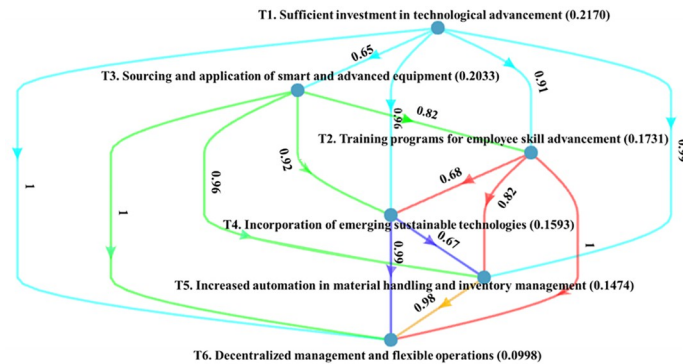 T1. Sufficient investment in technological advancement (0.2170)
0.65
T3. Sourcing and application of smart and advanced equipment (0.2033)
0.91
0.82
0.96
T2. Training programs for employee skill advancement (0.1731)
0.99
0.92
0.68
0.96
0.82
1
1
T4. Incorporation of emerging sustainable technologies (0.1593)
0.67
1
0.99
T5. Increased automation in material handling and inventory management (0.1474)
0.98
T6. Decentralized management and flexible operations (0.0998)